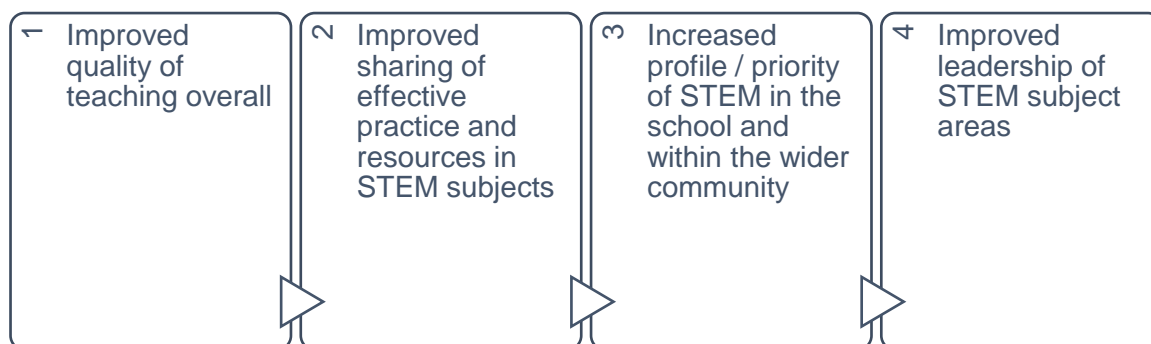 1
Improved
quality of
teaching overall
2
Improved
sharing of
effective
practice and
resources in
STEM subjects
3
Increased
profile / priority
of STEM in the
school and
within the wider
community
4
Improved
leadership of
STEM subject
areas